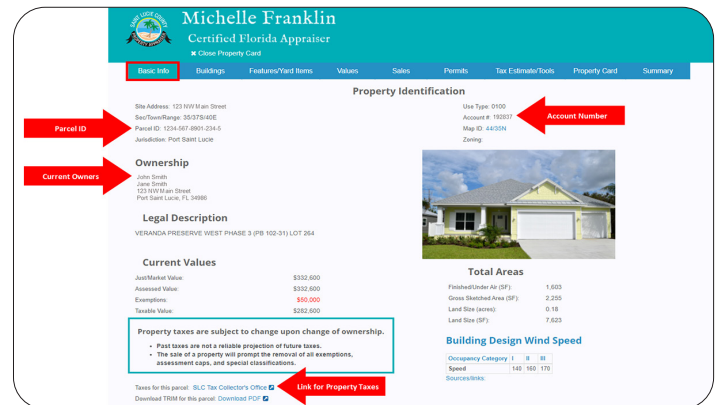 SAINT LUCIE COUNTY
PROPERTY APPRAISER
Michelle Franklin
Certified Florida Appraiser
✖ Close Property Card
Basic Info Buildings Features/Yard Items Values Sales Permits Tax Estimate/Tools Property Card Summary
Property Identification
Site Address: 123 NW Main Street
Sec/Town/Range: 35/37S/40E
Parcel ID
Parcel ID: 1234-567-8901-234-5
Jurisdiction: Port Saint Lucie
Use Type: 0100
Account #: 192837
Account Number
Map ID: 44/35N
Zoning:
Ownership
Current Owners
John Smith
Jane Smith
123 NW Main Street
Port Saint Lucie, FL 34986
Legal Description
VERANDA PRESERVE WEST PHASE 3 (PB 102-31) LOT 264
Current Values
Just/Market Value: $332,600
Assessed Value: $332,600
Exemptions: $50,000
Taxable Value: $282,600
Property taxes are subject to change upon change of ownership.
• Past taxes are not a reliable projection of future taxes.
• The sale of a property will prompt the removal of all exemptions,
assessment caps, and special classifications.
Taxes for this parcel: SLC Tax Collector's Office
Link for Property Taxes
Download TRIM for this parcel: Download PDF
Total Areas
Finished/Under Air (SF): 1,603
Gross Sketched Area (SF): 2,255
Land Size (acres): 0.18
Land Size (SF): 7,623
Building Design Wind Speed
Occupancy Category I II III
Speed 140 160 170
Sources/links: